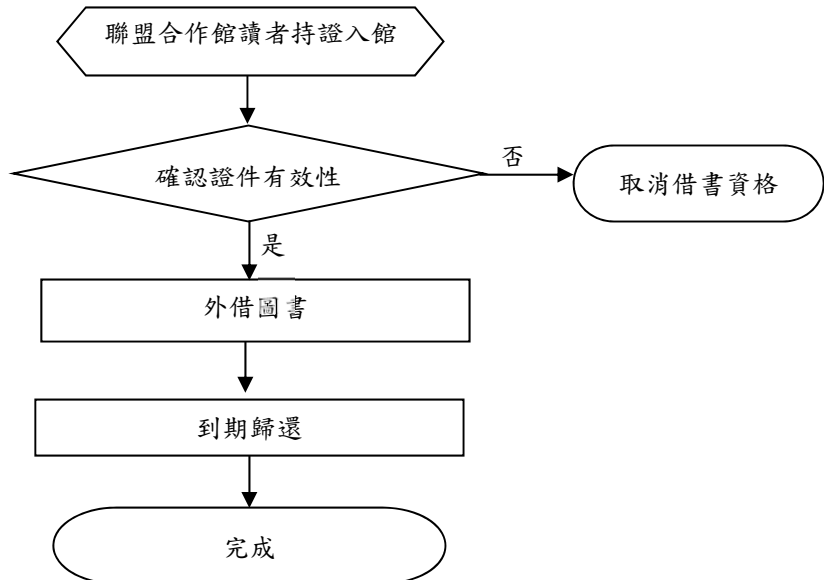 聯盟合作館讀者持證入館
確認證件有效性
否
取消借書資格
是
外借圖書
到期歸還
完成